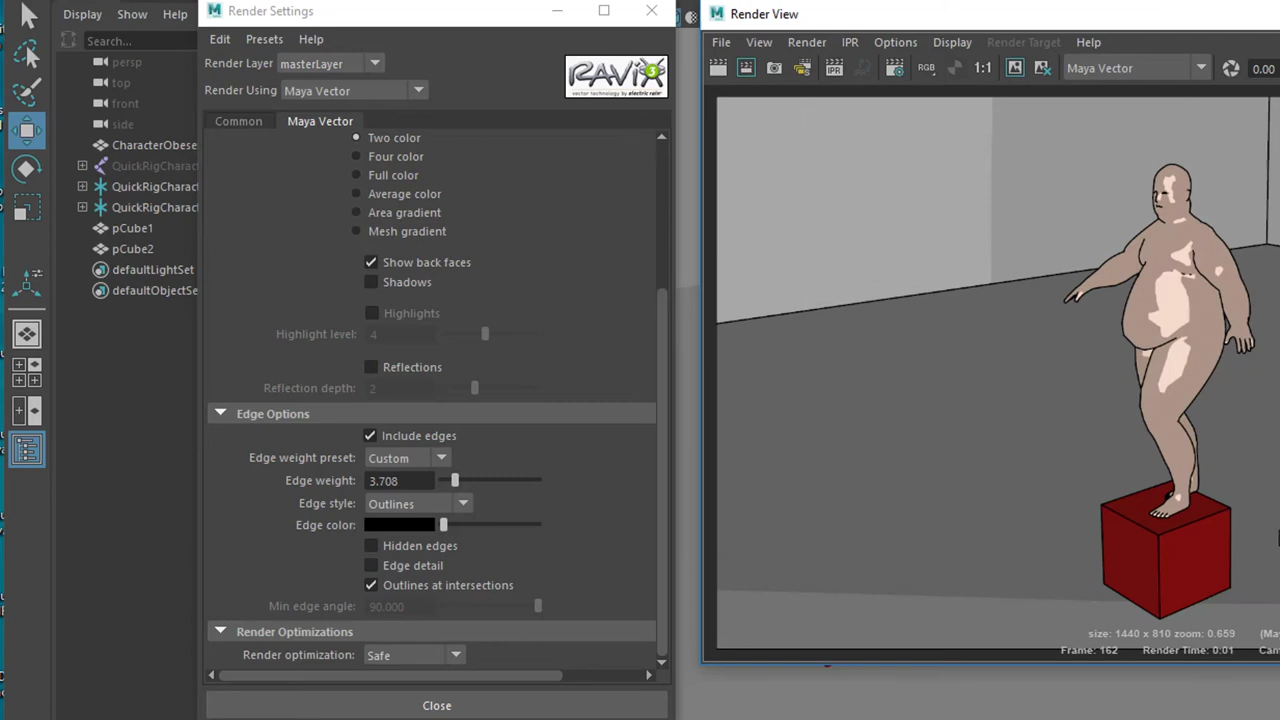 Display Show Help
Search...
persp
top
front
side
CharacterObese
QuickRigCharac
QuickRigCharact
QuickRigCharact
pCube1
pCube2
defaultLightSet
defaultObjectSe
Render Settings
Edit Presets Help
Render Layer masterLayer
Render Using Maya Vector
RAViX 3
vector technology by electric rain
Common Maya Vector
Two color
Four color
Full color
Average color
Area gradient
Mesh gradient
Show back faces
Shadows
Highlights
Highlight level: 4
Reflections
Reflection depth: 2
Edge Options
Include edges
Edge weight preset: Custom
Edge weight: 3.708
Edge style: Outlines
Edge color:
Hidden edges
Edge detail
Outlines at intersections
Min edge angle: 90.000
Render Optimizations
Render optimization: Safe
Close
Render View
File View Render IPR Options Display Render Target Help
IPR RGB 1:1 Maya Vector 0.00
size: 1440 x 810 zoom: 0.659 (Ma
Frame: 162 Render Time: 0:01 Cam